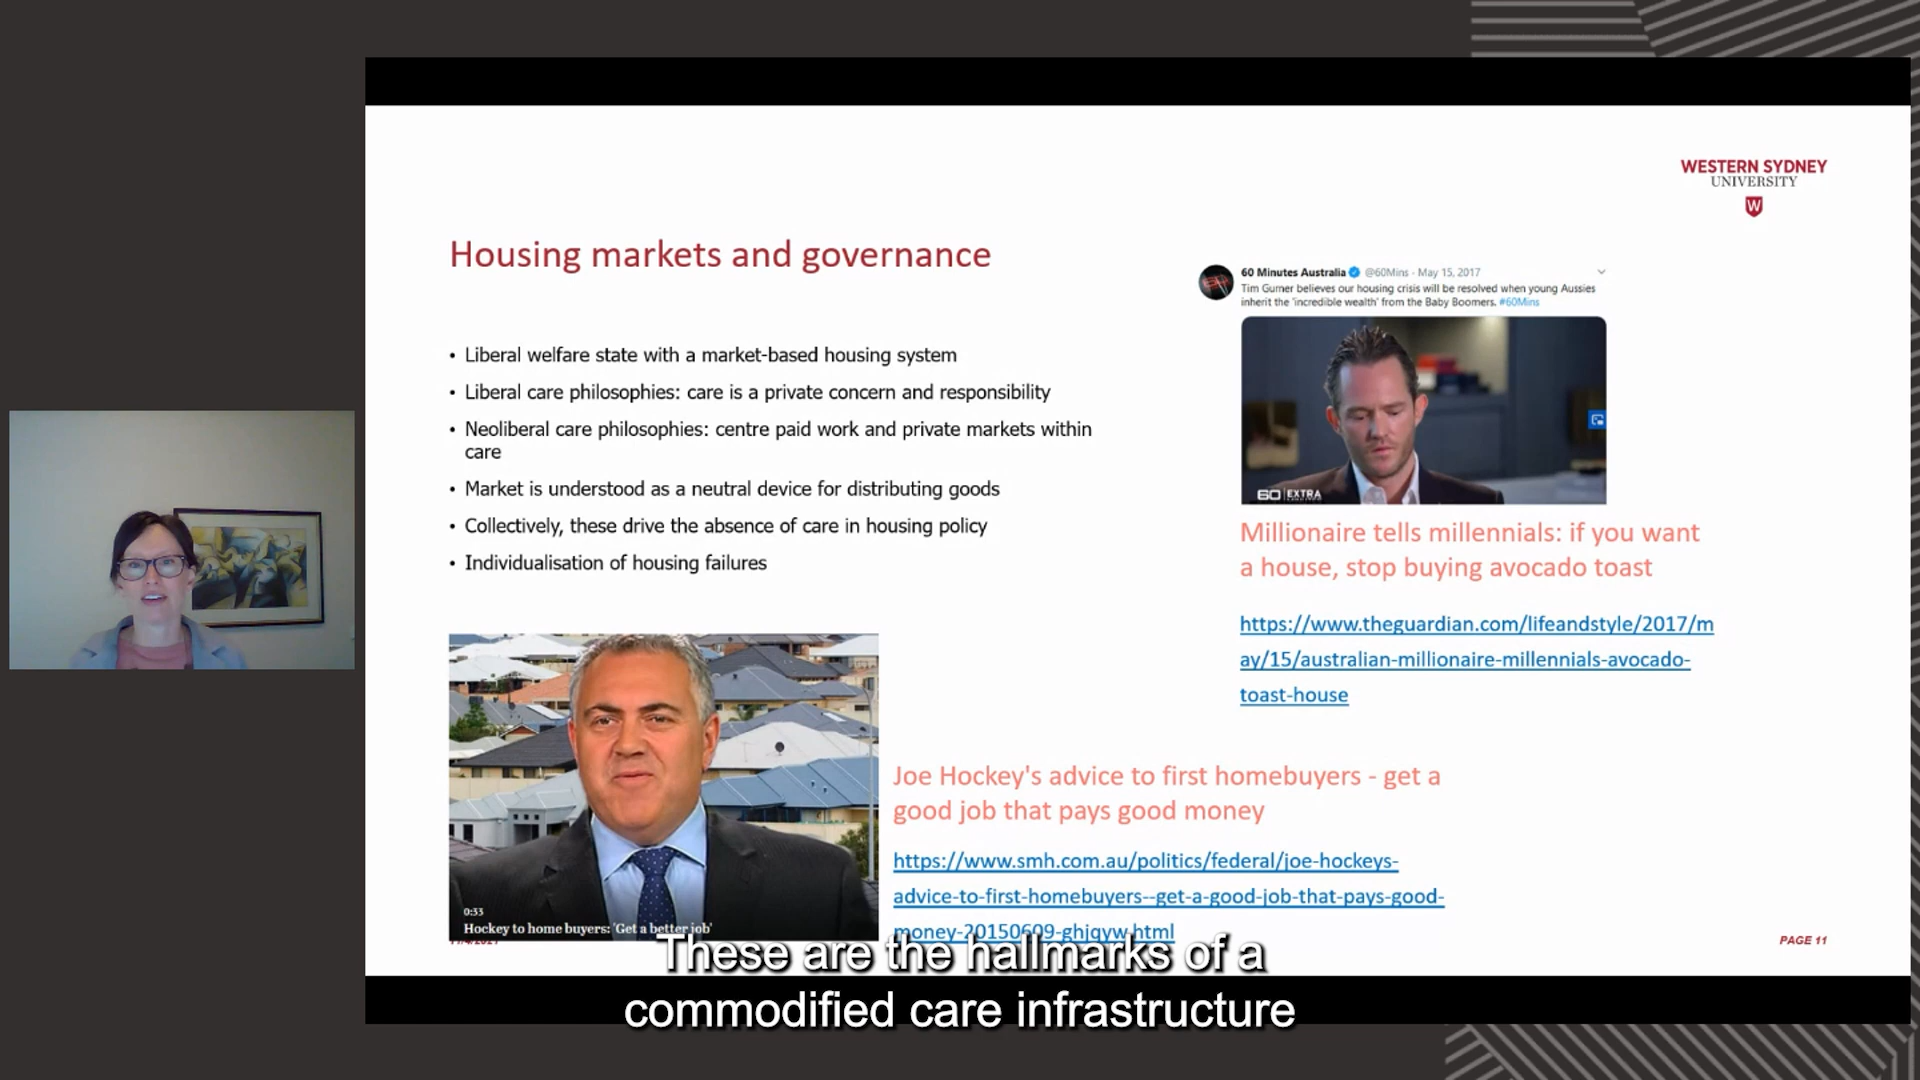 WESTERN SYDNEY
UNIVERSITY
W
Housing markets and governance
60 Minutes Australia @60Mins · May 15, 2017
Tim Gurner believes our housing crisis will be resolved when young Aussies
inherit the 'incredible wealth' from the Baby Boomers. #60Mins
• Liberal welfare state with a market-based housing system
• Liberal care philosophies: care is a private concern and responsibility
• Neoliberal care philosophies: centre paid work and private markets within
care
• Market is understood as a neutral device for distributing goods
• Collectively, these drive the absence of care in housing policy
• Individualisation of housing failures
60 EXTRA
Millionaire tells millennials: if you want
a house, stop buying avocado toast
https://www.theguardian.com/lifeandstyle/2017/m
ay/15/australian-millionaire-millennials-avocado-
toast-house
0:33
Hockey to home buyers: 'Get a better job'
Joe Hockey's advice to first homebuyers - get a
good job that pays good money
https://www.smh.com.au/politics/federal/joe-hockeys-
advice-to-first-homebuyers--get-a-good-job-that-pays-good-
money-20150609-ghjqyw.html
PAGE 11
These are the hallmarks of a
commodified care infrastructure